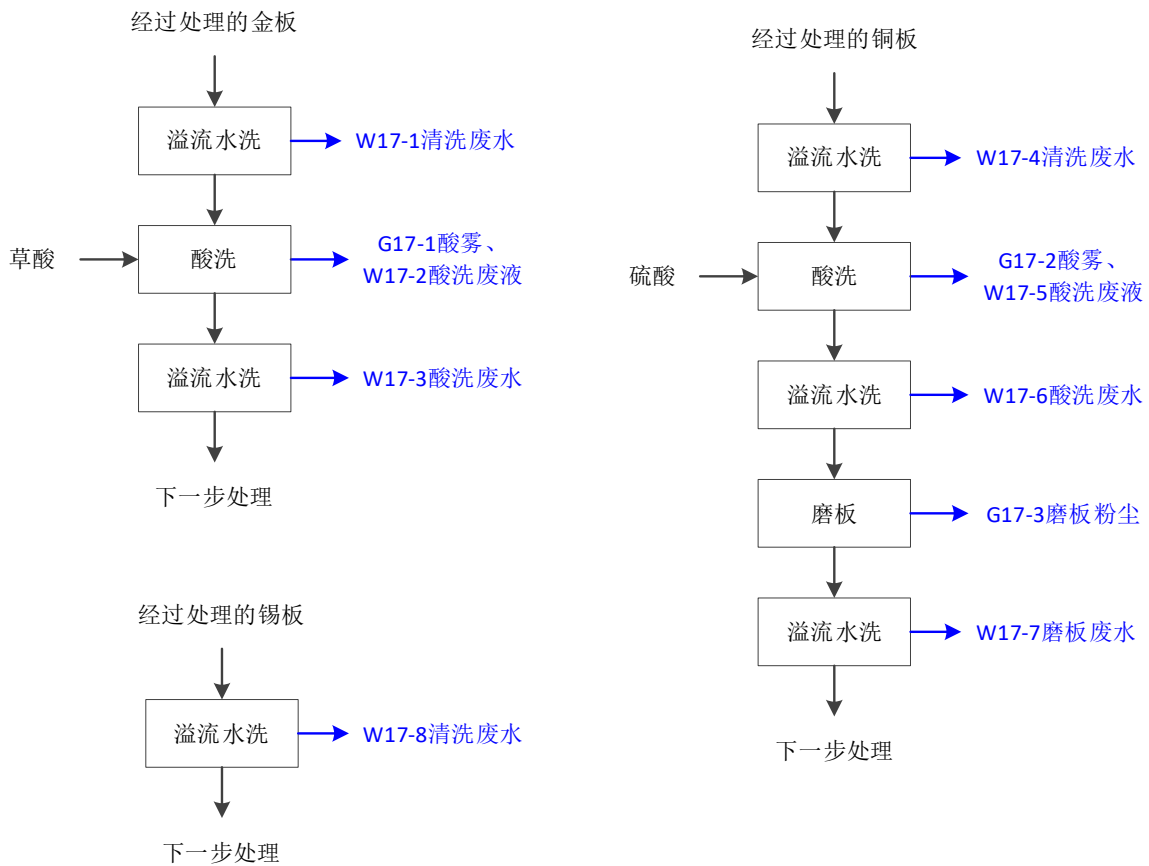 经过处理的金板
溢流水洗
W17-1清洗废水
草酸
酸洗
G17-1酸雾、
W17-2酸洗废液
溢流水洗
W17-3酸洗废水
下一步处理
经过处理的锡板
溢流水洗
W17-8清洗废水
下一步处理
经过处理的铜板
溢流水洗
W17-4清洗废水
硫酸
酸洗
G17-2酸雾、
W17-5酸洗废液
溢流水洗
W17-6酸洗废水
磨板
G17-3磨板粉尘
溢流水洗
W17-7磨板废水
下一步处理